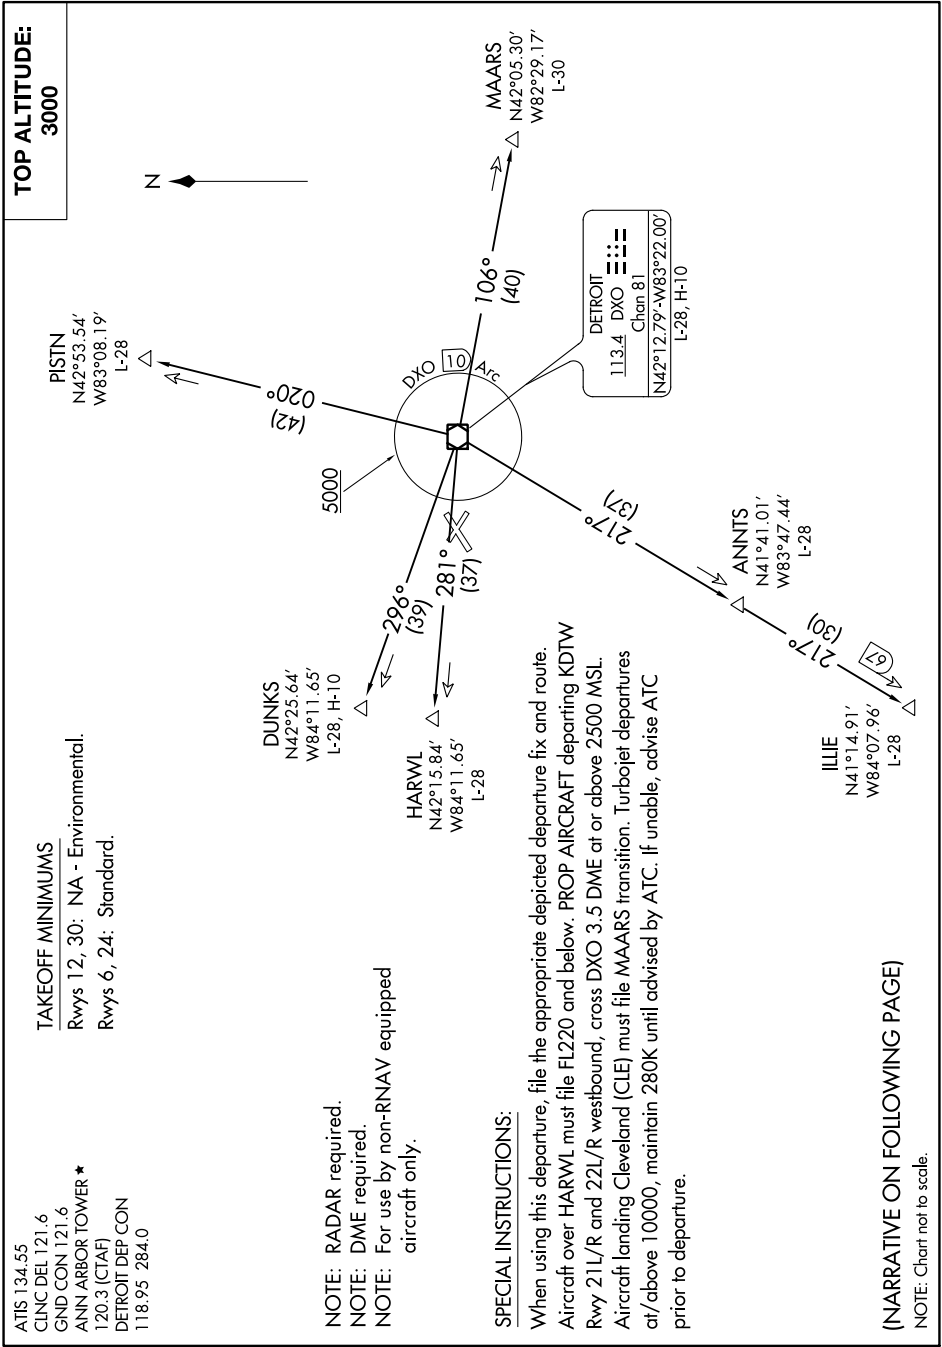 TOP ALTITUDE:
3000
ATIS 134.55
CLNC DEL 121.6
GND CON 121.6
ANN ARBOR TOWER ★
120.3 (CTAF)
DETROIT DEP CON
118.95 284.0
TAKEOFF MINIMUMS
Rwys 12, 30: NA - Environmental.
Rwys 6, 24: Standard.
N
PISTN
N42°53.54’
W83°08.19’
L-28
020°
(42)
MAARS
N42°05.30’
W82°29.17’
L-30
106°
(40)
DXO 10 Arc
5000
DETROIT
113.4 DXO
Chan 81
N42°12.79’-W83°22.00’
L-28, H-10
DUNKS
N42°25.64’
W84°11.65’
L-28, H-10
296°
(39)
HARWL
N42°15.84’
W84°11.65’
L-28
281°
(37)
217°
(37)
ANNTS
N41°41.01’
W83°47.44’
L-28
217°
(30)
67
ILLIE
N41°14.91’
W84°07.96’
L-28
NOTE: RADAR required.
NOTE: DME required.
NOTE: For use by non-RNAV equipped
aircraft only.
SPECIAL INSTRUCTIONS:
When using this departure, file the appropriate depicted departure fix and route.
Aircraft over HARWL must file FL220 and below. PROP AIRCRAFT departing KDTW
Rwy 21L/R and 22L/R westbound, cross DXO 3.5 DME at or above 2500 MSL.
Aircraft landing Cleveland (CLE) must file MAARS transition. Turbojet departures
at/above 10000, maintain 280K until advised by ATC. If unable, advise ATC
prior to departure.
(NARRATIVE ON FOLLOWING PAGE)
NOTE: Chart not to scale.